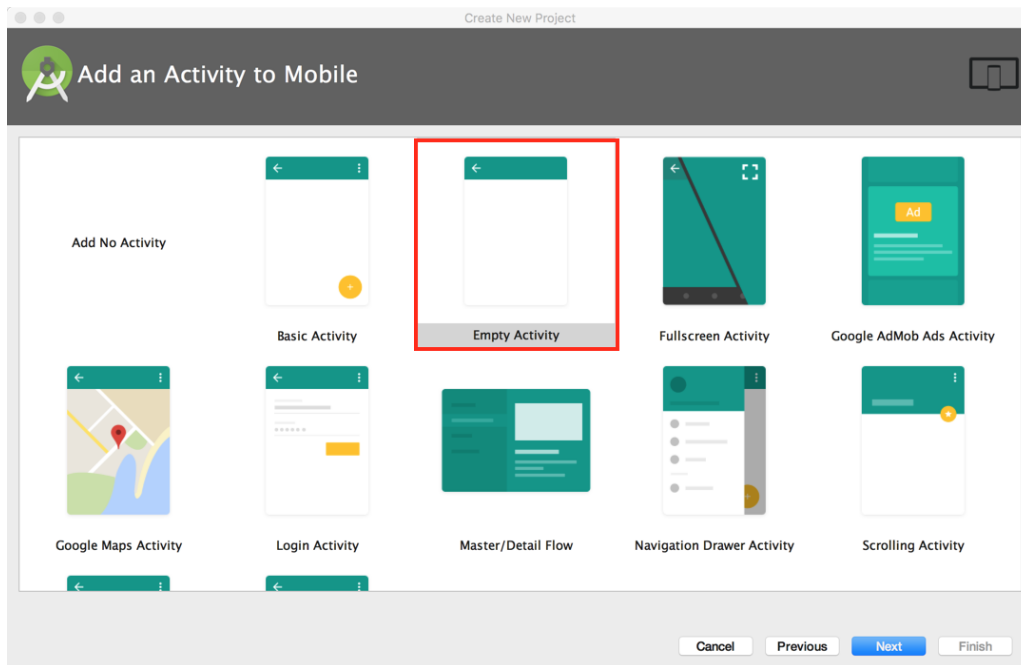 Create New Project
Add an Activity to Mobile
Add No Activity
Basic Activity
Empty Activity
Fullscreen Activity
Ad
Google AdMob Ads Activity
Google Maps Activity
Login Activity
Master/Detail Flow
Navigation Drawer Activity
Scrolling Activity
Cancel
Previous
Next
Finish